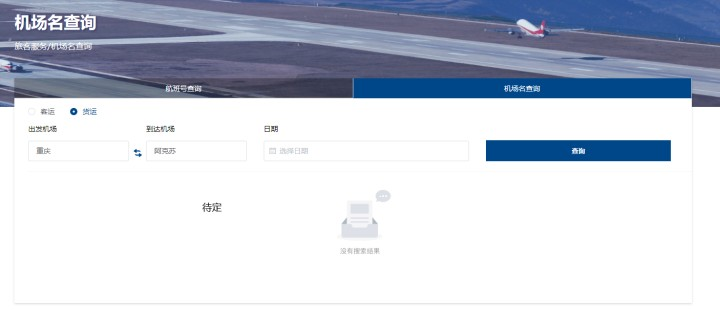 机场名查询
旅客服务/机场名查询
航班号查询
机场名查询
客运
货运
出发机场
到达机场
日期
重庆
阿克苏
选择日期
查询
待定
没有搜索结果